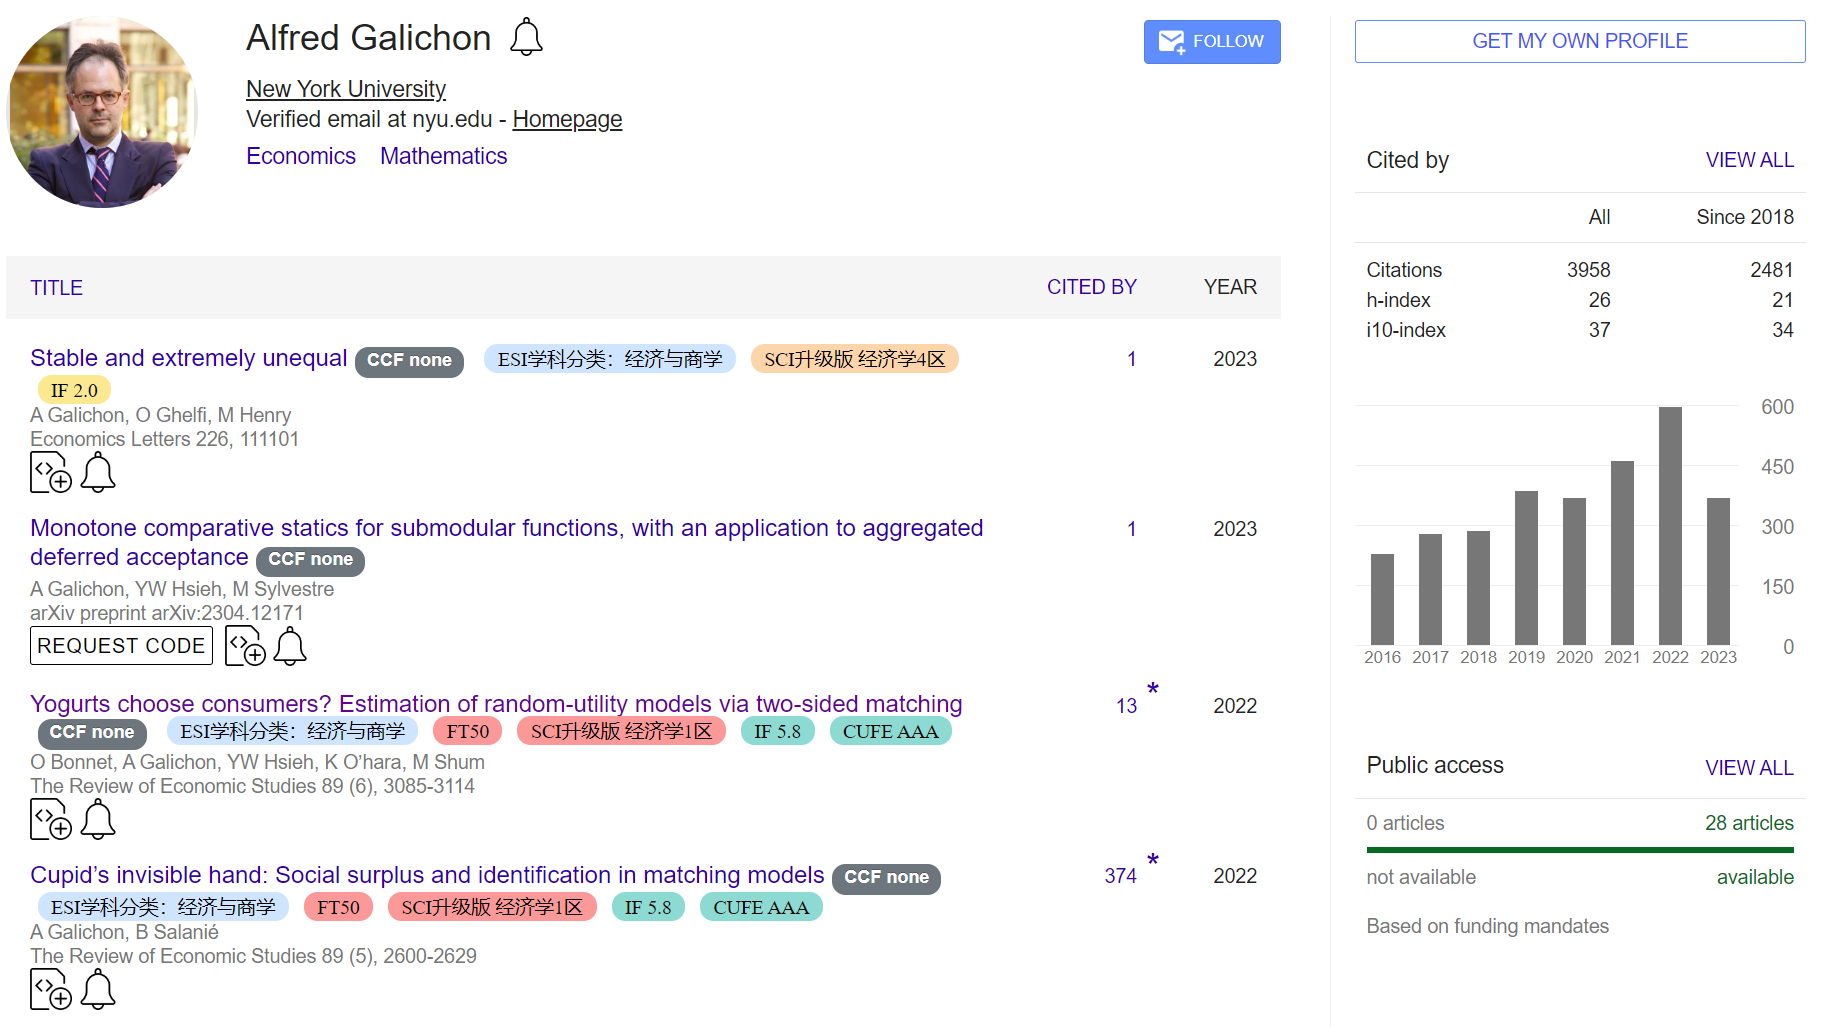 Alfred Galichon
FOLLOW
New York University
Verified email at nyu.edu - Homepage
Economics Mathematics
TITLE CITED BY YEAR
Stable and extremely unequal CCF none ESI学科分类：经济与商学 SCI升级版 经济学4区 1 2023
IF 2.0
A Galichon, O Ghelfi, M Henry
Economics Letters 226, 111101
Monotone comparative statics for submodular functions, with an application to aggregated 1 2023
deferred acceptance CCF none
A Galichon, YW Hsieh, M Sylvestre
arXiv preprint arXiv:2304.12171
REQUEST CODE
Yogurts choose consumers? Estimation of random-utility models via two-sided matching 13 * 2022
CCF none ESI学科分类：经济与商学 FT50 SCI升级版 经济学1区 IF 5.8 CUFE AAA
O Bonnet, A Galichon, YW Hsieh, K O’hara, M Shum
The Review of Economic Studies 89 (6), 3085-3114
Cupid’s invisible hand: Social surplus and identification in matching models CCF none 374 * 2022
ESI学科分类：经济与商学 FT50 SCI升级版 经济学1区 IF 5.8 CUFE AAA
A Galichon, B Salanié
The Review of Economic Studies 89 (5), 2600-2629
GET MY OWN PROFILE
Cited by VIEW ALL
All Since 2018
Citations 3958 2481
h-index 26 21
i10-index 37 34
600
450
300
150
0
2016 2017 2018 2019 2020 2021 2022 2023
Public access VIEW ALL
0 articles 28 articles
not available available
Based on funding mandates